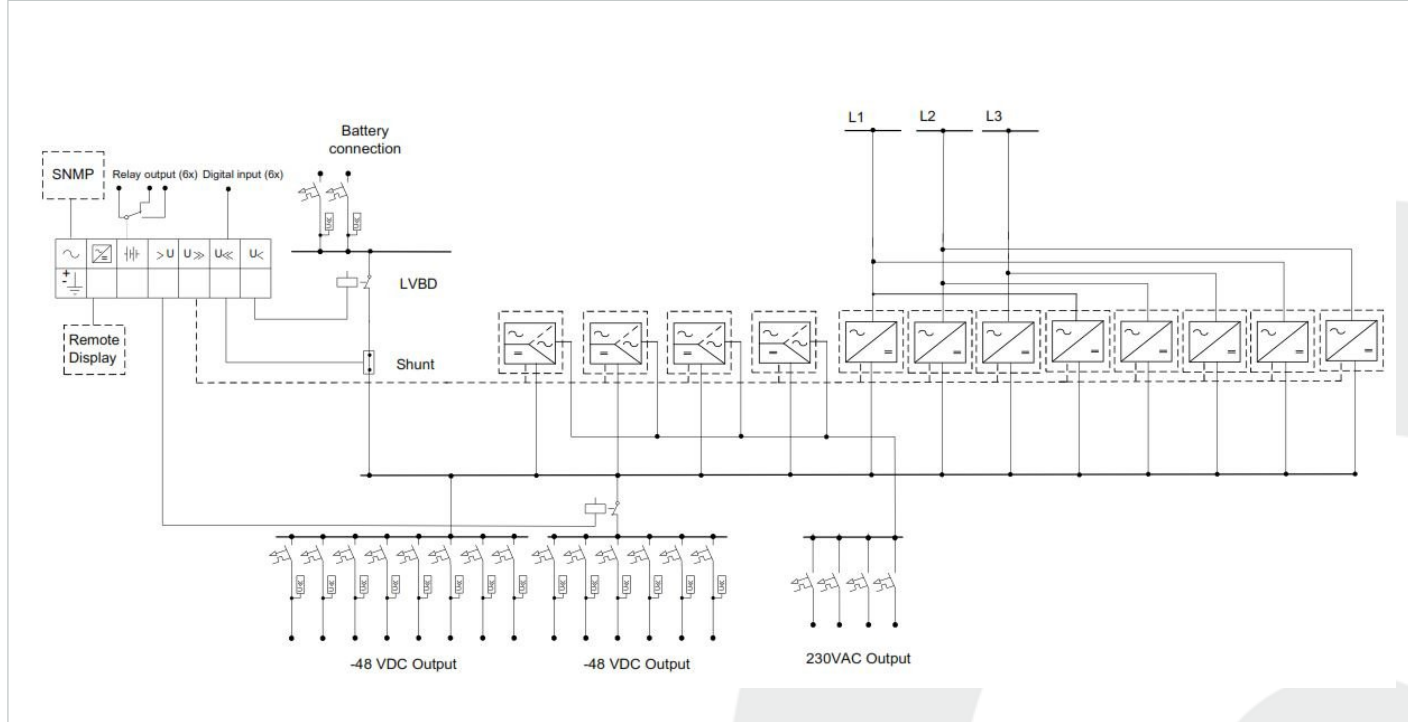 L1 L2 L3
Battery
connection
SNMP
Relay output (6x) Digital input (6x)
>U U>> U<< U<
LVBD
Remote
Display
Shunt
-48 VDC Output
-48 VDC Output
230VAC Output